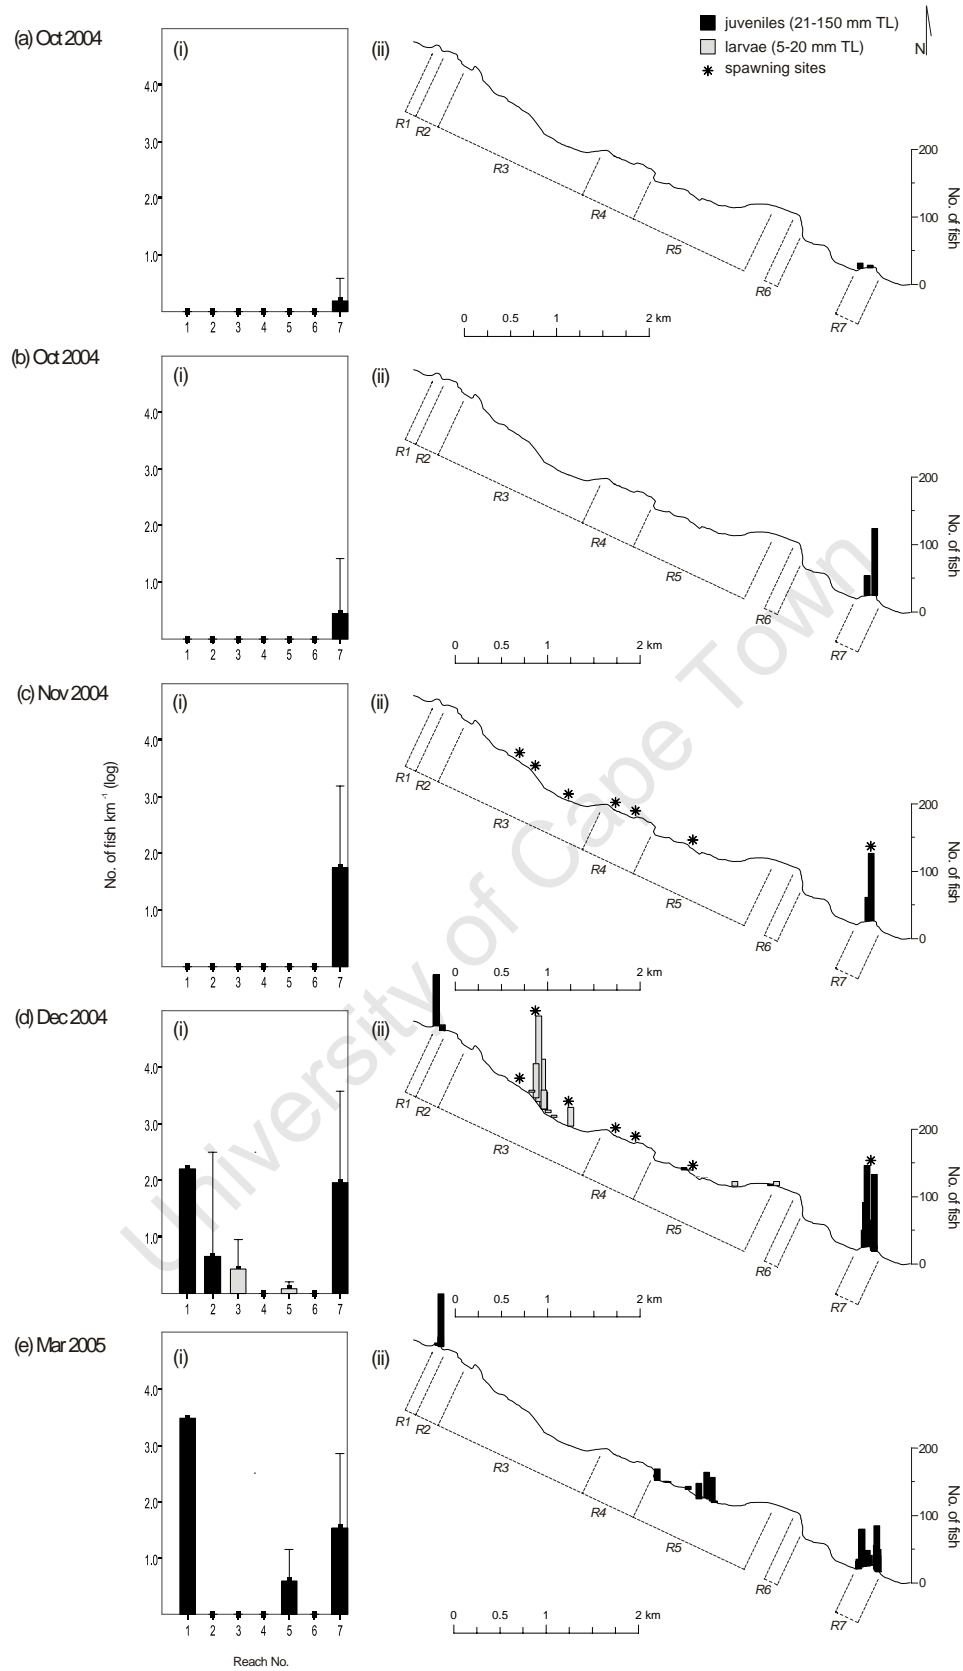 juveniles (21-150 mm TL)
larvae (5-20 mm TL)
spawning sites
N
(a) Oct 2004
(i)
(ii)
4.0
3.0
2.0
1.0
1 2 3 4 5 6 7
R1
R2
R3
R4
R5
R6
R7
200
100
0
No. of fish
0 0.5 1 2 km
(b) Oct 2004
(i)
(ii)
4.0
3.0
2.0
1.0
1 2 3 4 5 6 7
R1
R2
R3
R4
R5
R6
R7
200
100
0
No. of fish
0 0.5 1 2 km
(c) Nov 2004
(i)
(ii)
4.0
3.0
2.0
1.0
No. of fish km⁻¹ (log)
1 2 3 4 5 6 7
R1
R2
R3
R4
R5
R6
R7
200
100
0
No. of fish
0 0.5 1 2 km
(d) Dec 2004
(i)
(ii)
4.0
3.0
2.0
1.0
1 2 3 4 5 6 7
R1
R2
R3
R4
R5
R6
R7
200
100
0
No. of fish
0 0.5 1 2 km
(e) Mar 2005
(i)
(ii)
4.0
3.0
2.0
1.0
1 2 3 4 5 6 7
Reach No.
R1
R2
R3
R4
R5
R6
R7
200
100
0
No. of fish
0 0.5 1 2 km
University of Cape Town